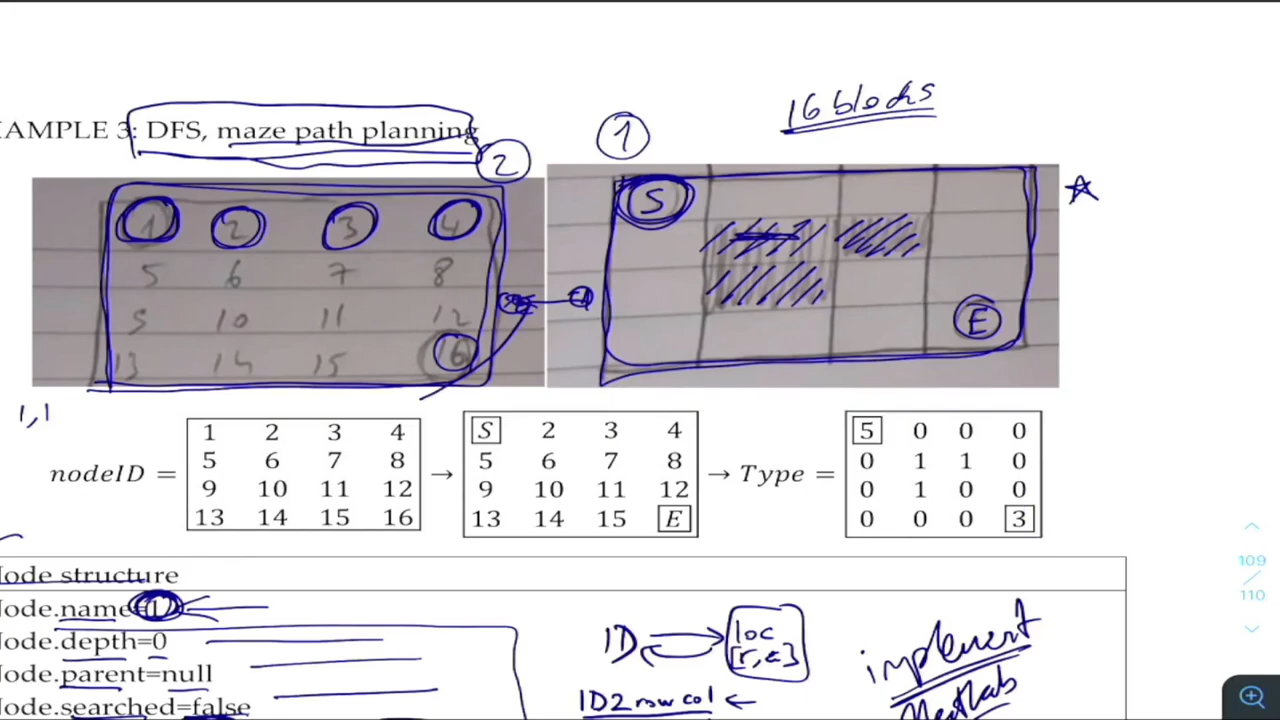 16 blocks
AMPLE 3: DFS, maze path planning
1
2
1 2 3 4
5 6 7 8
9 10 11 12
13 14 15 16
S
E
1,1
nodeID = 1 2 3 4 → S 2 3 4 → Type = 5 0 0 0
5 6 7 8 5 6 7 8 0 1 1 0
9 10 11 12 9 10 11 12 0 1 0 0
13 14 15 16 13 14 15 E 0 0 0 3
Node structure
Node.name=1
Node.depth=0
Node.parent=null
Node.searched=false
ID
loc
[r,c]
ID2rowcol ←
implement
Matlab
109
/
110